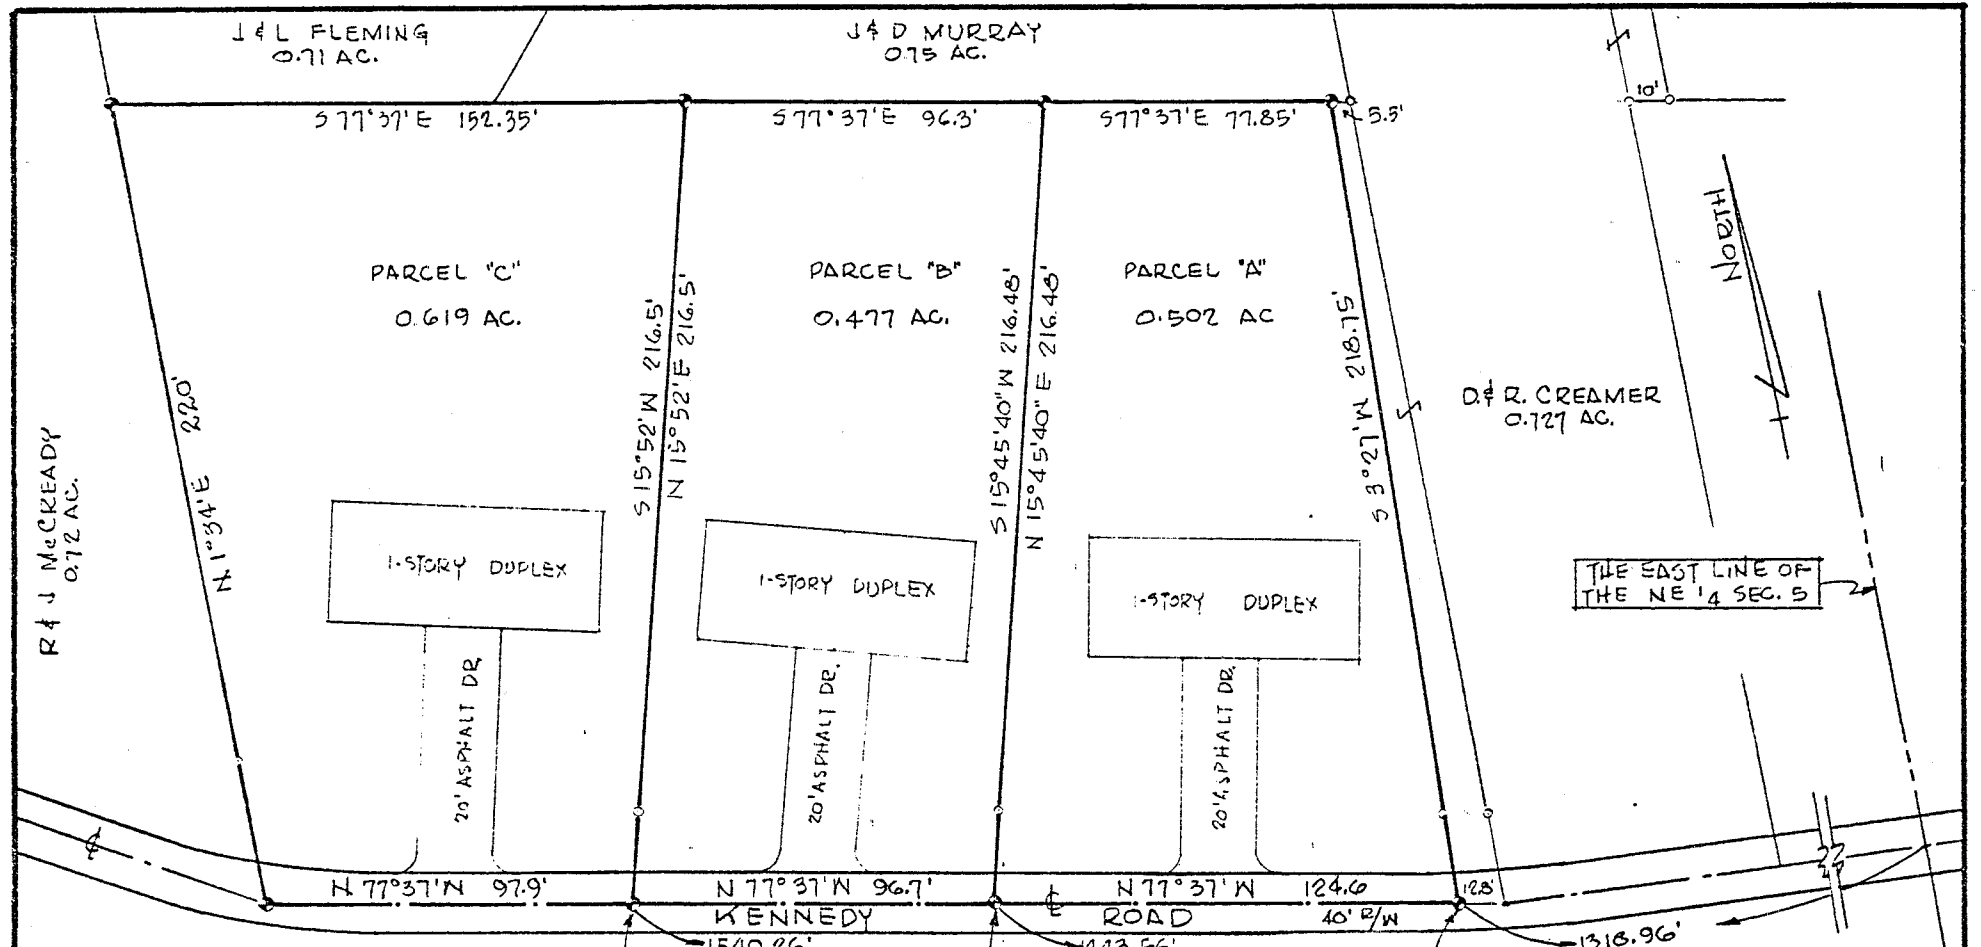 J & L FLEMING
0.71 AC.
J & D MURRAY
0.75 AC.
S 77°37'E 152.35'
S 77°37'E 96.3'
S 77°37'E 77.85'
5.5'
10'
NORTH
PARCEL "C"
0.619 AC.
PARCEL "B"
0.477 AC.
PARCEL "A"
0.502 AC
R & J McCREADY
0.72 AC.
N 1°34'E 220'
S 15°52'W 216.5'
N 15°52'E 216.5'
S 15°45'40"W 216.48'
N 15°45'40"E 216.48'
S 3°27'W 218.75'
D. & R. CREAMER
0.727 AC.
1-STORY DUPLEX
1-STORY DUPLEX
1-STORY DUPLEX
THE EAST LINE OF
THE NE 1/4 SEC. 5
20' ASPHALT DR.
20' ASPHALT DR.
20' ASPHALT DR.
N 77°37'W 97.9'
N 77°37'W 96.7'
N 77°37'W 124.6
12.8'
KENNEDY ROAD
40' R/W
1540.26'
1318.96'